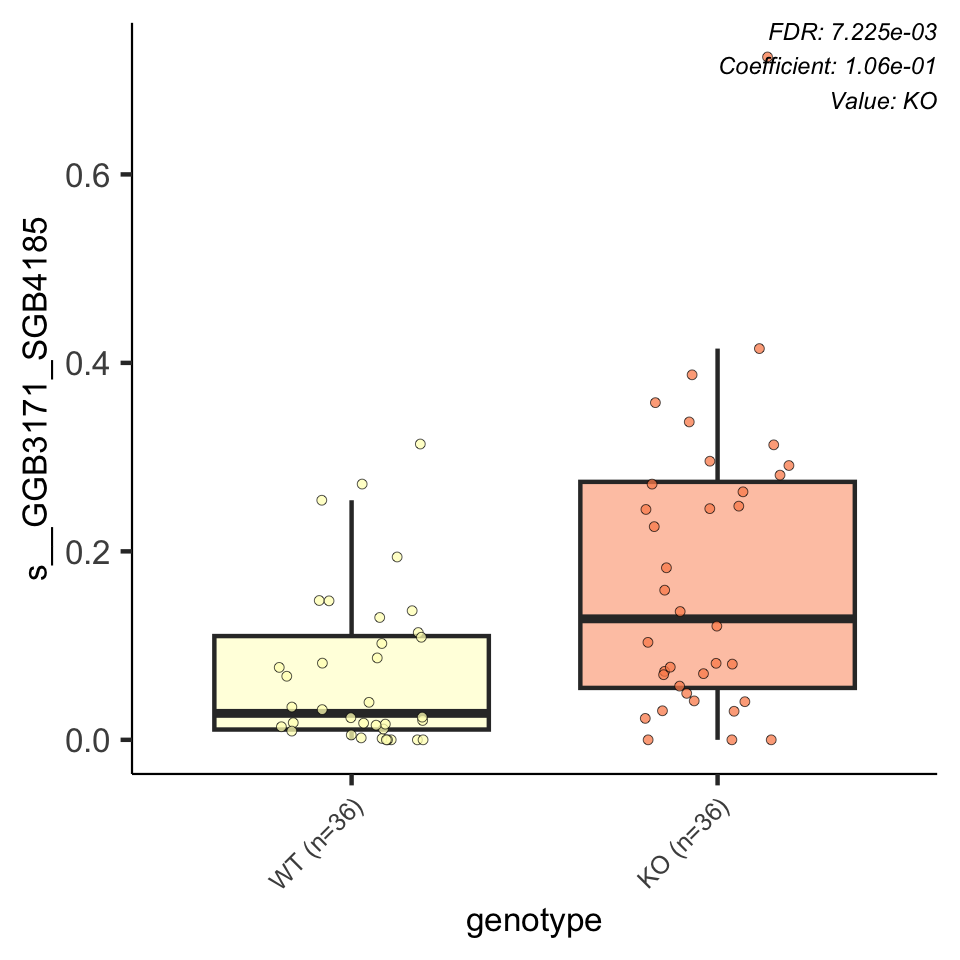 FDR: 7.225e-03
Coefficient: 1.06e-01
Value: KO
s__GGB3171_SGB4185
0.6
0.4
0.2
0.0
WT (n=36)
KO (n=36)
genotype